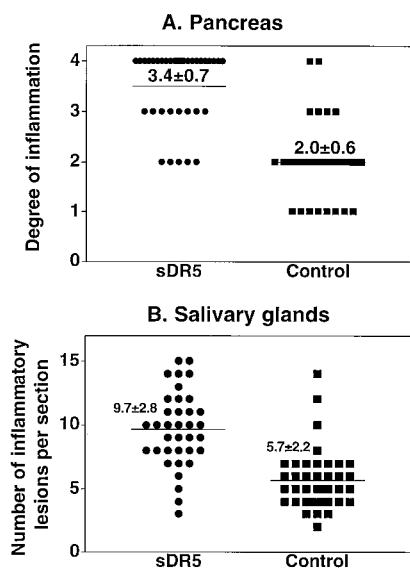 A. Pancreas
Degree of inflammation
4
3
2
1
0
3.4±0.7
2.0±0.6
sDR5
Control
B. Salivary glands
Number of inflammatory
lesions per section
15
10
5
0
9.7±2.8
5.7±2.2
sDR5
Control